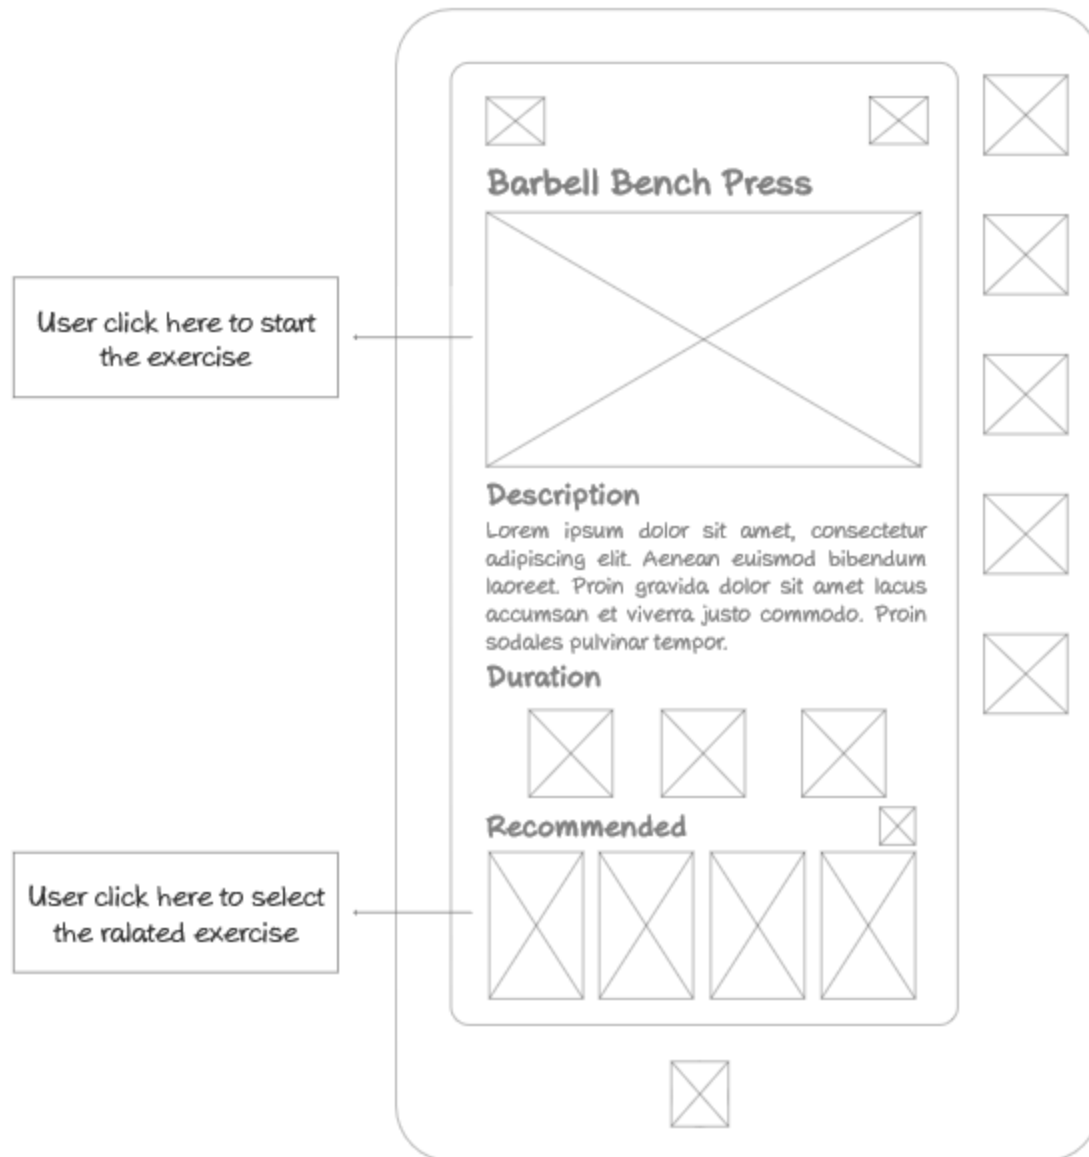 Barbell Bench Press
User click here to start
the exercise
Description
Lorem ipsum dolor sit amet, consectetur
adipiscing elit. Aenean euismod bibendum
laoreet. Proin gravida dolor sit amet lacus
accumsan et viverra justo commodo. Proin
sodales pulvinar tempor.
Duration
Recommended
User click here to select
the ralated exercise